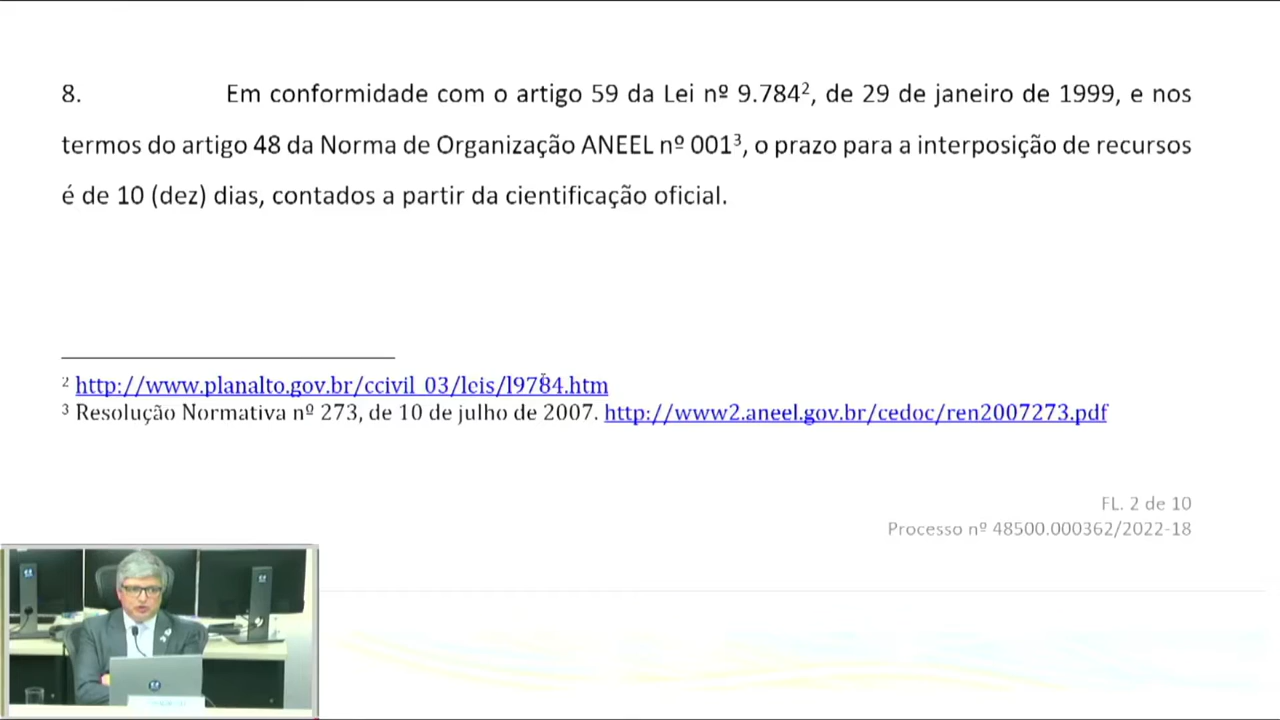 8. Em conformidade com o artigo 59 da Lei nº 9.784², de 29 de janeiro de 1999, e nos
termos do artigo 48 da Norma de Organização ANEEL nº 001³, o prazo para a interposição de recursos
é de 10 (dez) dias, contados a partir da cientificação oficial.
² http://www.planalto.gov.br/ccivil_03/leis/l9784.htm
³ Resolução Normativa nº 273, de 10 de julho de 2007. http://www2.aneel.gov.br/cedoc/ren2007273.pdf
FL. 2 de 10
Processo nº 48500.000362/2022-18